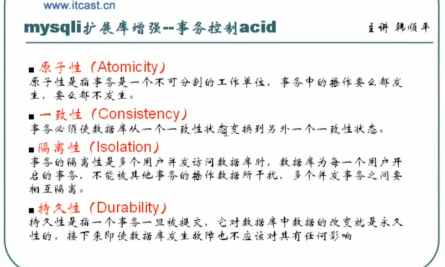 www.itcast.cn
mysqli扩展库增强--事务控制acid
主讲 韩顺平
■ 原子性（Atomicity）
原子性是指事务是一个不可分割的工作单位，事务中的操作要么都发
生，要么都不发生。
■ 一致性（Consistency）
事务必须使数据库从一个一致性状态变换到另外一个一致性状态。
■ 隔离性（Isolation）
事务的隔离性是多个用户并发访问数据库时，数据库为每一个用户开
启的事务，不能被其他事务的操作数据所干扰，多个并发事务之间要
相互隔离。
■ 持久性（Durability）
持久性是指一个事务一旦被提交，它对数据库中数据的改变就是永久
性的，接下来即使数据库发生故障也不应该对其有任何影响